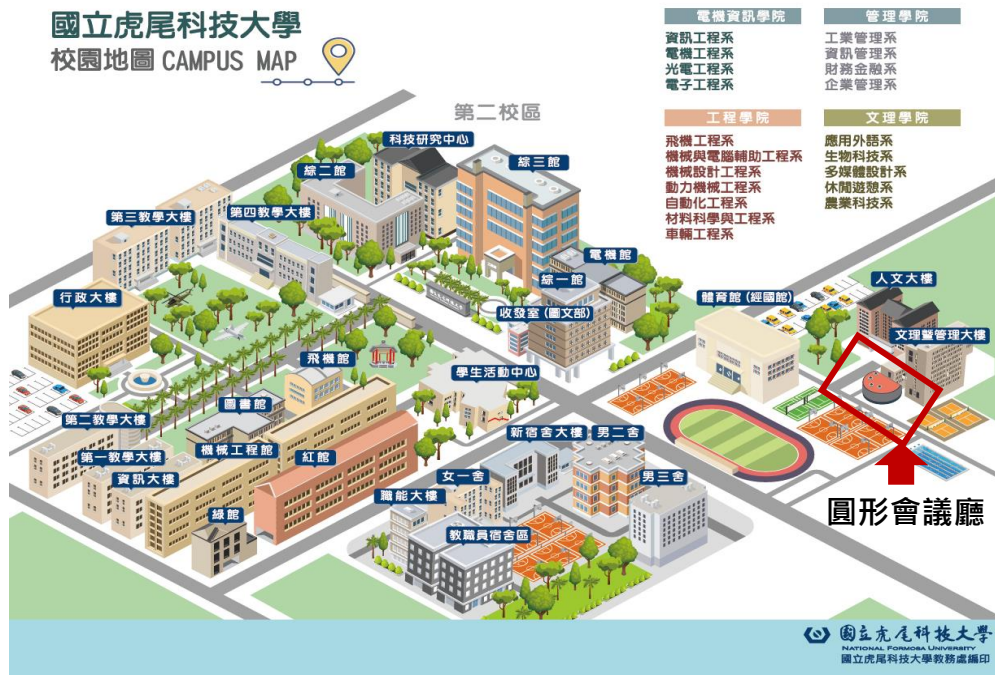 國立虎尾科技大學
校園地圖 CAMPUS MAP
電機資訊學院
資訊工程系
電機工程系
光電工程系
電子工程系
管理學院
工業管理系
資訊管理系
財務金融系
企業管理系
工程學院
飛機工程系
機械與電腦輔助工程系
機械設計工程系
動力機械工程系
自動化工程系
材料科學與工程系
車輛工程系
文理學院
應用外語系
生物科技系
多媒體設計系
休閒遊憩系
農業科技系
第二校區
科技研究中心
綜二館
綜三館
第三教學大樓
第四教學大樓
電機館
綜一館
行政大樓
收發室(圖文部)
體育館(經國館)
人文大樓
文理暨管理大樓
飛機館
學生活動中心
圖書館
第二教學大樓
新宿舍大樓
男二舍
機械工程館
紅館
第一教學大樓
資訊大樓
女一舍
男三舍
職能大樓
綠館
教職員宿舍區
圓形會議廳
國立虎尾科技大學
NATIONAL FORMOSA UNIVERSITY
國立虎尾科技大學教務處編印